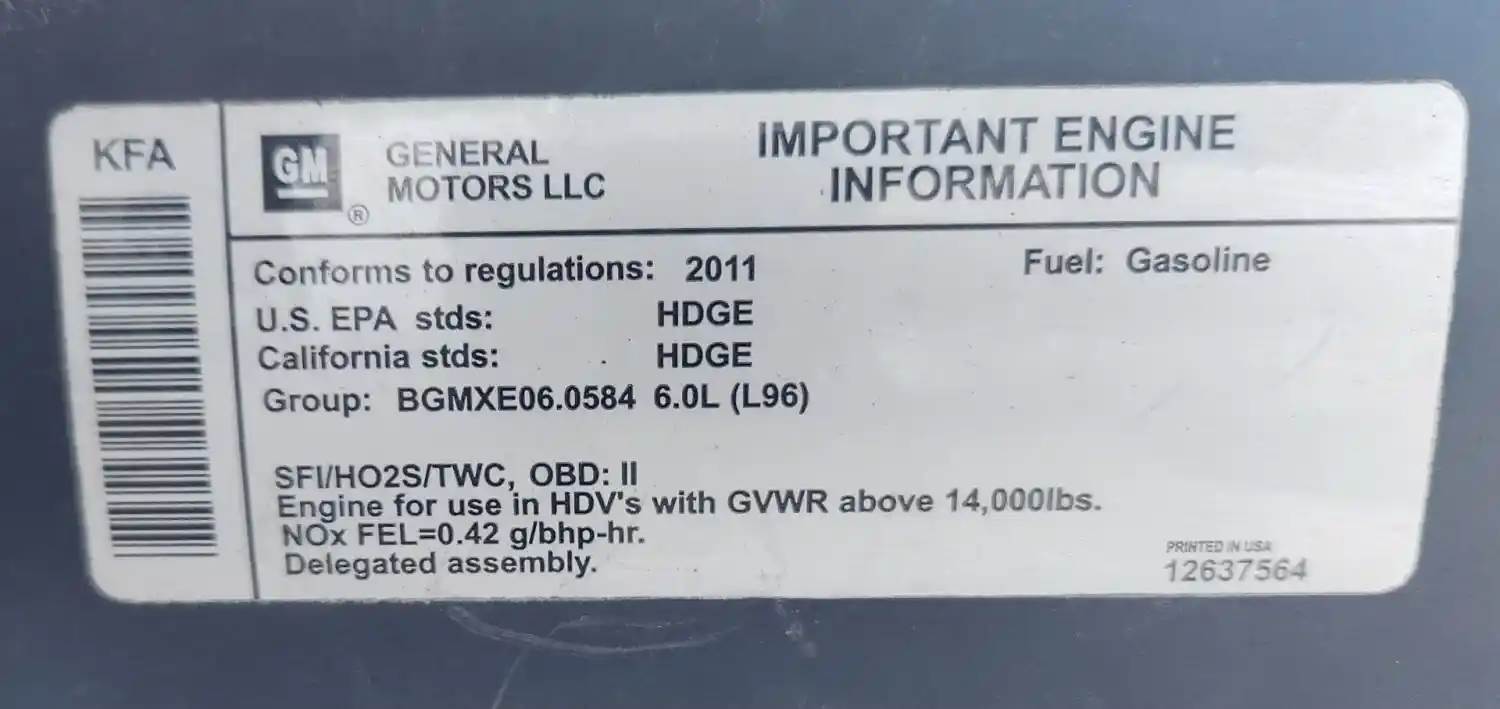 KFA
GM
®
GENERAL
MOTORS LLC
IMPORTANT ENGINE
INFORMATION
Conforms to regulations: 2011
Fuel: Gasoline
U.S. EPA stds: HDGE
California stds: HDGE
Group: BGMXE06.0584 6.0L (L96)
SFI/HO2S/TWC, OBD: II
Engine for use in HDV's with GVWR above 14,000lbs.
NOx FEL=0.42 g/bhp-hr.
Delegated assembly.
PRINTED IN USA
12637564